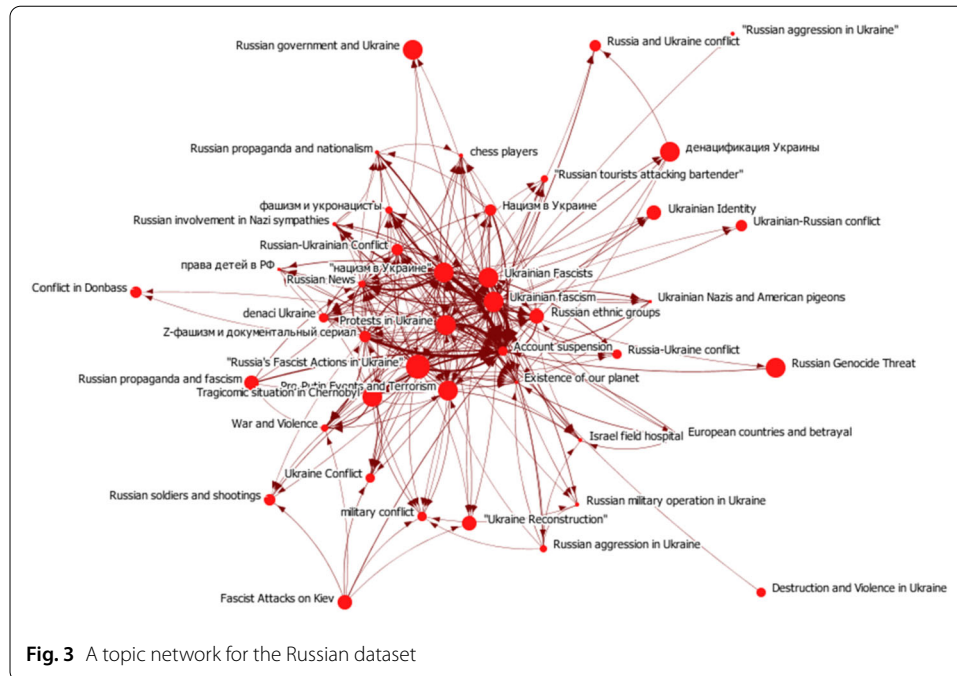 "Russian aggression in Ukraine"
Russian government and Ukraine
Russia and Ukraine conflict
Russian propaganda and nationalism
chess players
денацификация Украины
"Russian tourists attacking bartender"
фашизм и укронацисты
Нацизм в Украине
Ukrainian Identity
Russian involvement in Nazi sympathies
Ukrainian-Russian conflict
Russian-Ukrainian Conflict
права детей в РФ
"нацизм в Украине"
Ukrainian Fascists
Russian News
Conflict in Donbass
Ukrainian fascism
Ukrainian Nazis and American pigeons
denaci Ukraine
Protests in Ukraine
Russian ethnic groups
Z-фашизм и документальный сериал
Account suspension
Russia-Ukraine conflict
"Russia's Fascist Actions in Ukraine"
Russian Genocide Threat
Russian propaganda and fascism
Existence of our planet
Pro-Putin Events and Terrorism
Tragicomic situation in Chernobyl
War and Violence
European countries and betrayal
Israel field hospital
Ukraine Conflict
Russian soldiers and shootings
Russian military operation in Ukraine
military conflict
"Ukraine Reconstruction"
Russian aggression in Ukraine
Destruction and Violence in Ukraine
Fascist Attacks on Kiev
Fig. 3 A topic network for the Russian dataset